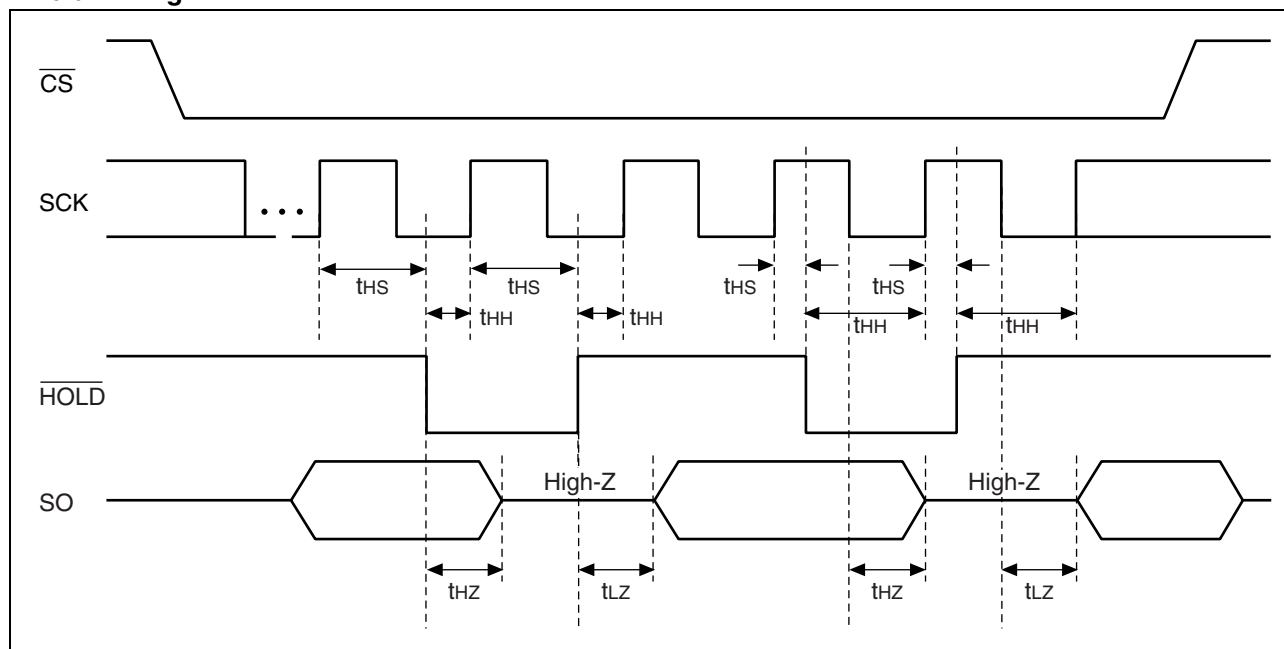 CS
SCK
• • •
tHS
tHS
tHS
tHS
tHH
tHH
tHH
tHH
HOLD
High-Z
High-Z
SO
tHZ
tLZ
tHZ
tLZ